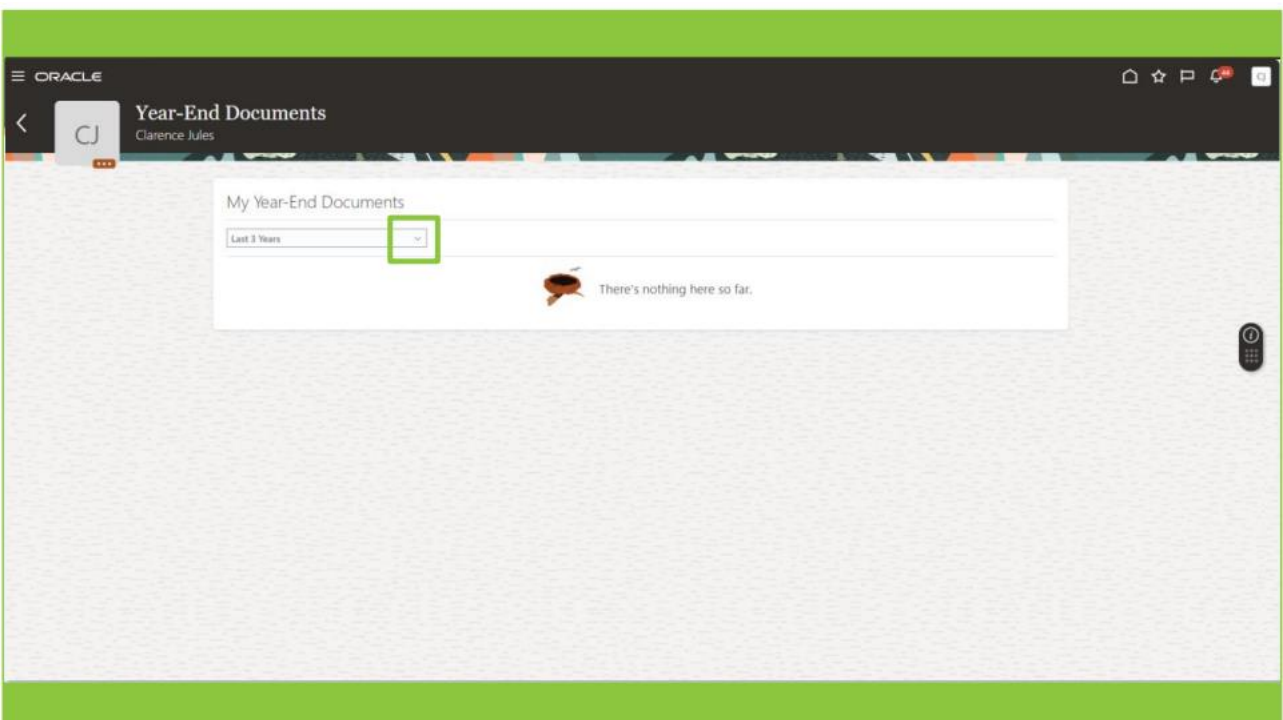 ORACLE
Year-End Documents
CJ
Clarence Jules
My Year-End Documents
Last 3 Years
There's nothing here so far.